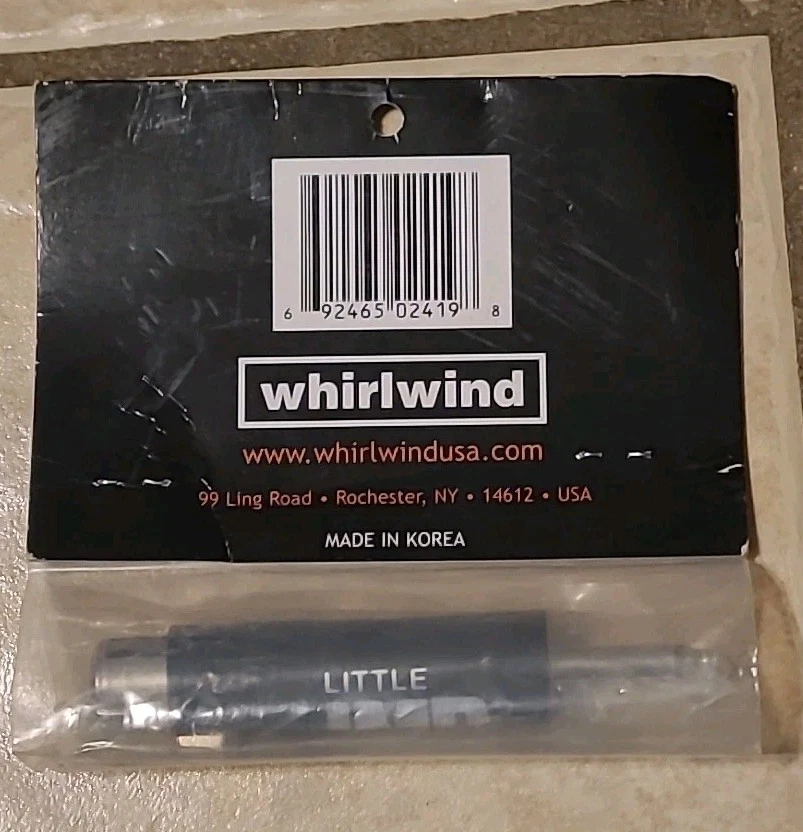 6 92465 02419 8
whirlwind
www.whirlwindusa.com
99 Ling Road • Rochester, NY • 14612 • USA
MADE IN KOREA
LITTLE